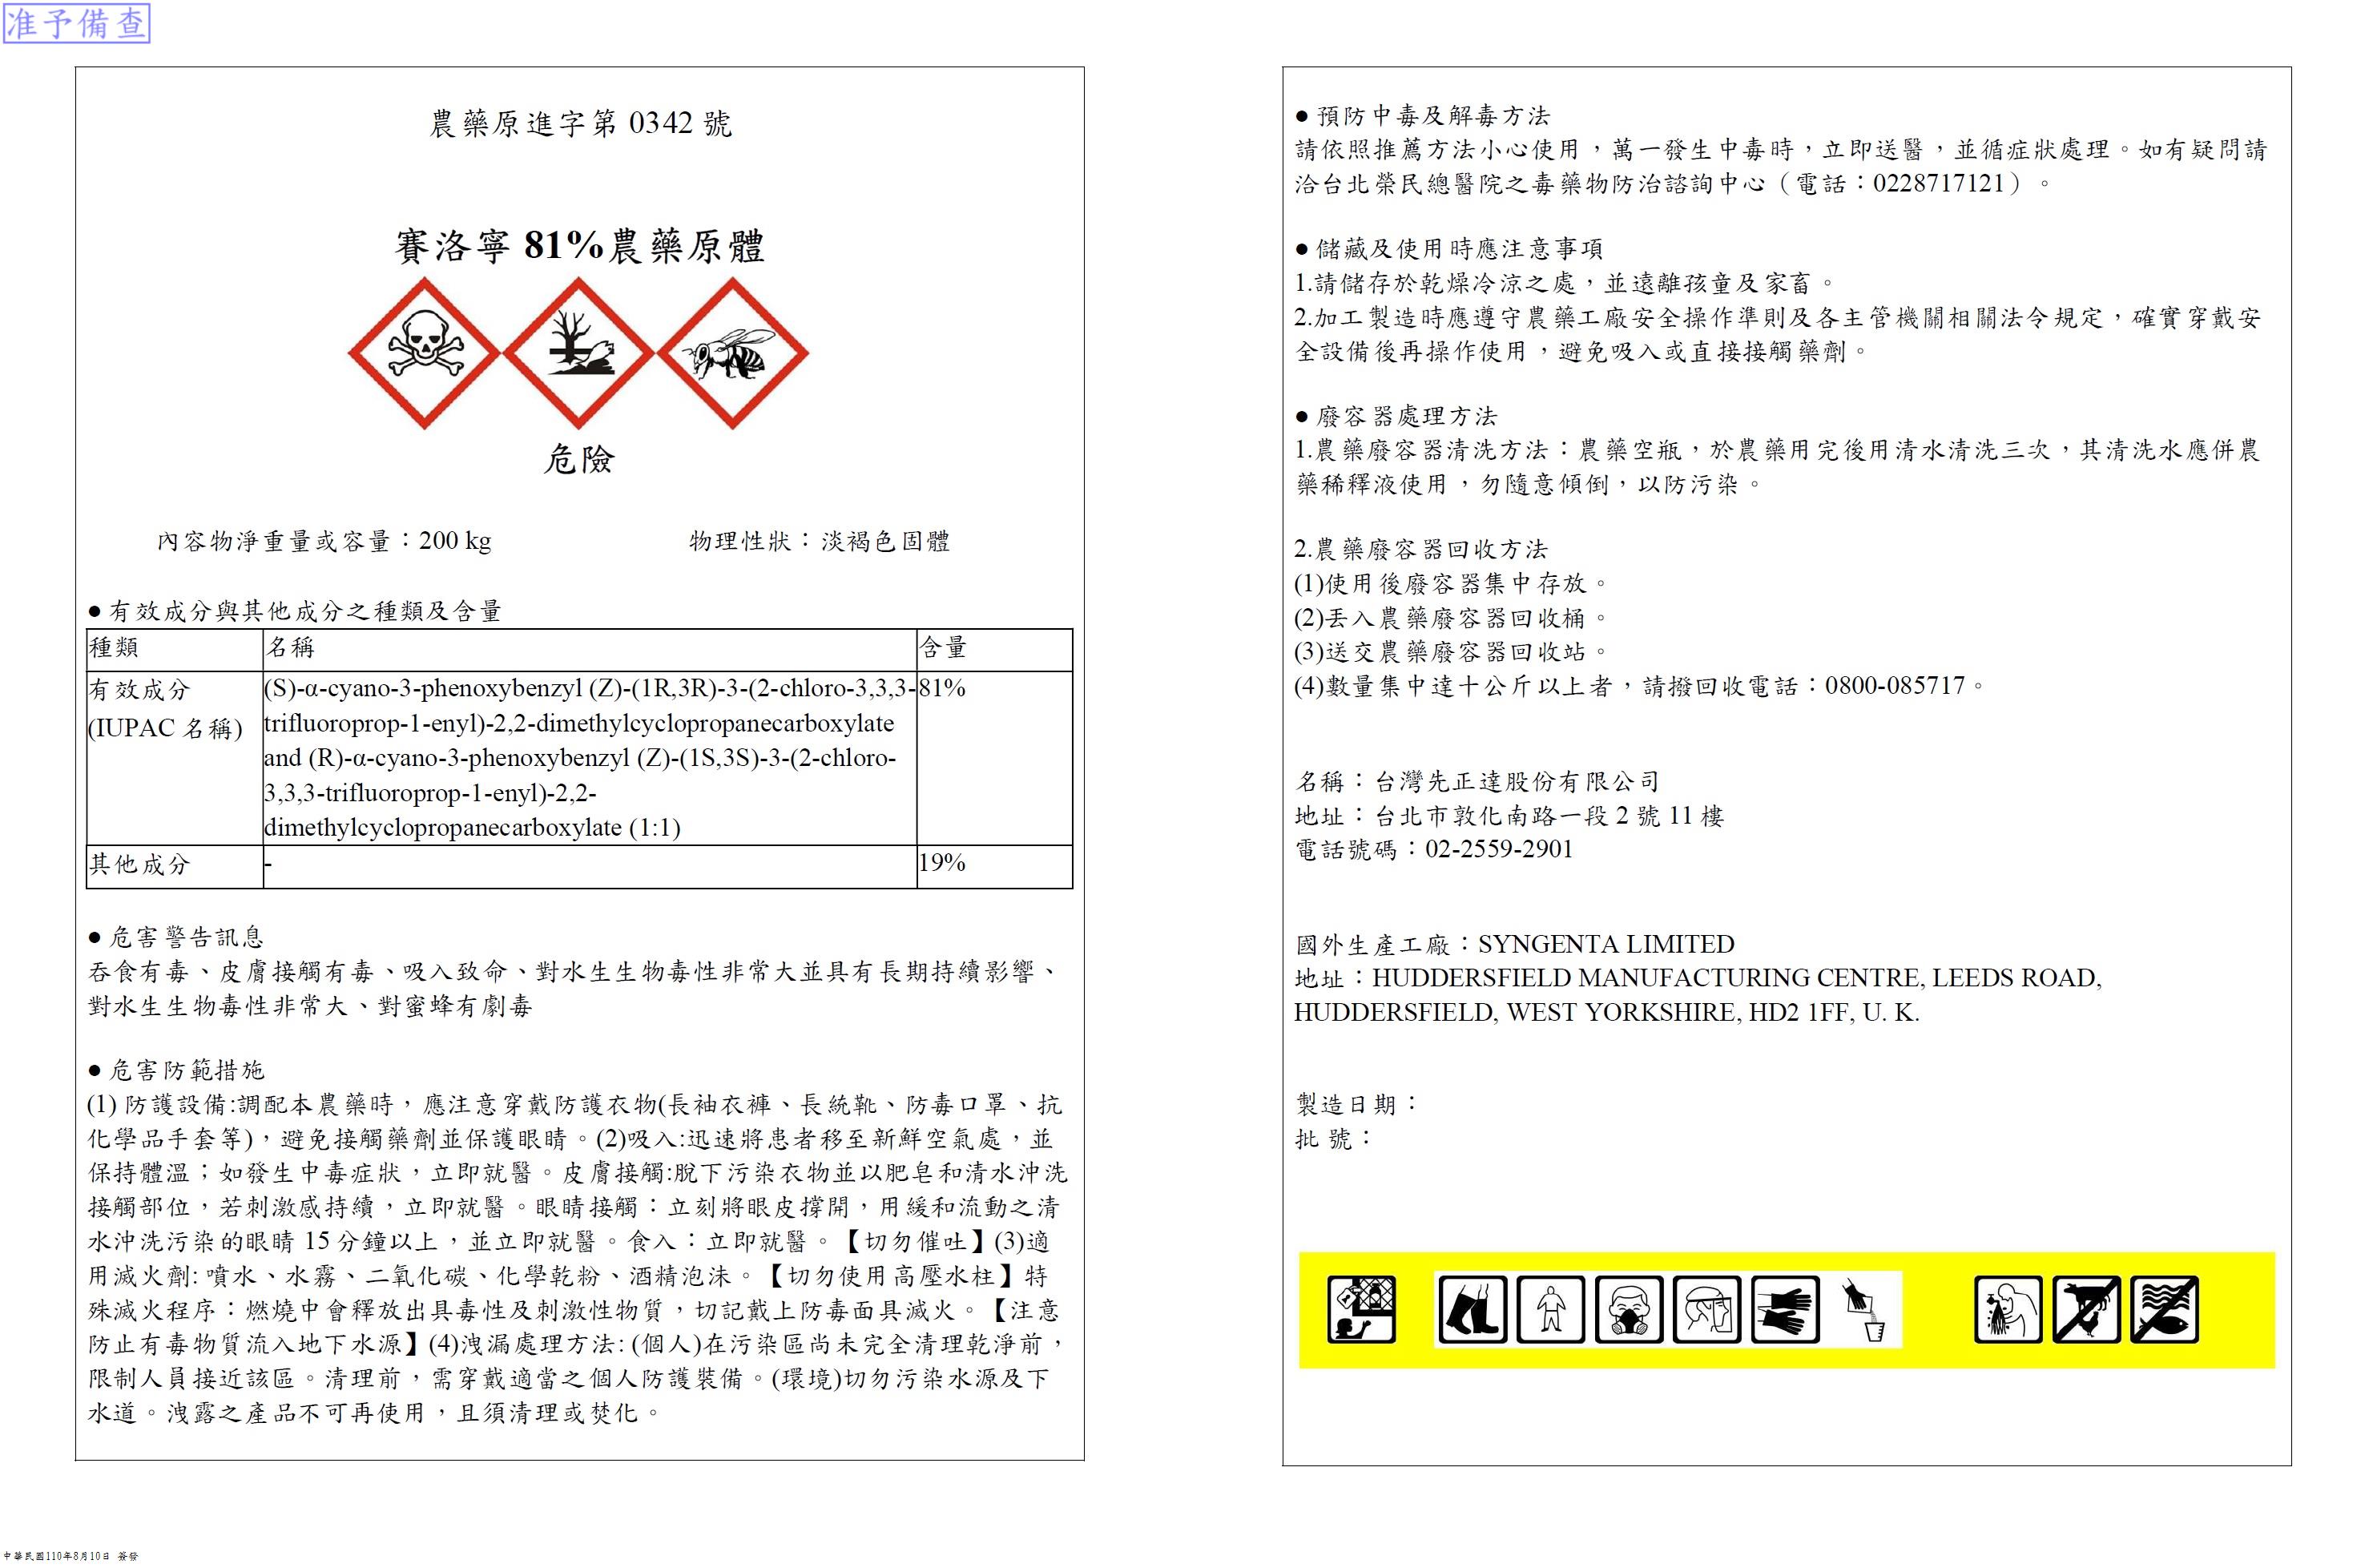 准予備查
農藥原進字第 0342 號
賽洛寧 81%農藥原體
危險
內容物淨重量或容量：200 kg 物理性狀：淡褐色固體
● 有效成分與其他成分之種類及含量
種類 名稱 含量
有效成分 (S)-α-cyano-3-phenoxybenzyl (Z)-(1R,3R)-3-(2-chloro-3,3,3- 81%
(IUPAC 名稱) trifluoroprop-1-enyl)-2,2-dimethylcyclopropanecarboxylate
and (R)-α-cyano-3-phenoxybenzyl (Z)-(1S,3S)-3-(2-chloro-
3,3,3-trifluoroprop-1-enyl)-2,2-
dimethylcyclopropanecarboxylate (1:1)
其他成分 - 19%
● 危害警告訊息
吞食有毒、皮膚接觸有毒、吸入致命、對水生生物毒性非常大並具有長期持續影響、
對水生生物毒性非常大、對蜜蜂有劇毒
● 危害防範措施
(1) 防護設備:調配本農藥時，應注意穿戴防護衣物(長袖衣褲、長統靴、防毒口罩、抗
化學品手套等)，避免接觸藥劑並保護眼睛。(2)吸入:迅速將患者移至新鮮空氣處，並
保持體溫；如發生中毒症狀，立即就醫。皮膚接觸:脫下污染衣物並以肥皂和清水沖洗
接觸部位，若刺激感持續，立即就醫。眼睛接觸：立刻將眼皮撐開，用緩和流動之清
水沖洗污染的眼睛 15 分鐘以上，並立即就醫。食入：立即就醫。【切勿催吐】(3)適
用滅火劑: 噴水、水霧、二氧化碳、化學乾粉、酒精泡沫。【切勿使用高壓水柱】特
殊滅火程序：燃燒中會釋放出具毒性及刺激性物質，切記戴上防毒面具滅火。【注意
防止有毒物質流入地下水源】(4)洩漏處理方法: (個人)在污染區尚未完全清理乾淨前，
限制人員接近該區。清理前，需穿戴適當之個人防護裝備。(環境)切勿污染水源及下
水道。洩露之產品不可再使用，且須清理或焚化。
● 預防中毒及解毒方法
請依照推薦方法小心使用，萬一發生中毒時，立即送醫，並循症狀處理。如有疑問請
洽台北榮民總醫院之毒藥物防治諮詢中心（電話：0228717121）。
● 儲藏及使用時應注意事項
1.請儲存於乾燥冷涼之處，並遠離孩童及家畜。
2.加工製造時應遵守農藥工廠安全操作準則及各主管機關相關法令規定，確實穿戴安
全設備後再操作使用，避免吸入或直接接觸藥劑。
● 廢容器處理方法
1.農藥廢容器清洗方法：農藥空瓶，於農藥用完後用清水清洗三次，其清洗水應併農
藥稀釋液使用，勿隨意傾倒，以防污染。
2.農藥廢容器回收方法
(1)使用後廢容器集中存放。
(2)丟入農藥廢容器回收桶。
(3)送交農藥廢容器回收站。
(4)數量集中達十公斤以上者，請撥回收電話：0800-085717。
名稱：台灣先正達股份有限公司
地址：台北市敦化南路一段 2 號 11 樓
電話號碼：02-2559-2901
國外生產工廠：SYNGENTA LIMITED
地址：HUDDERSFIELD MANUFACTURING CENTRE, LEEDS ROAD,
HUDDERSFIELD, WEST YORKSHIRE, HD2 1FF, U. K.
製造日期：
批 號：
中華民國110年8月10日 簽發